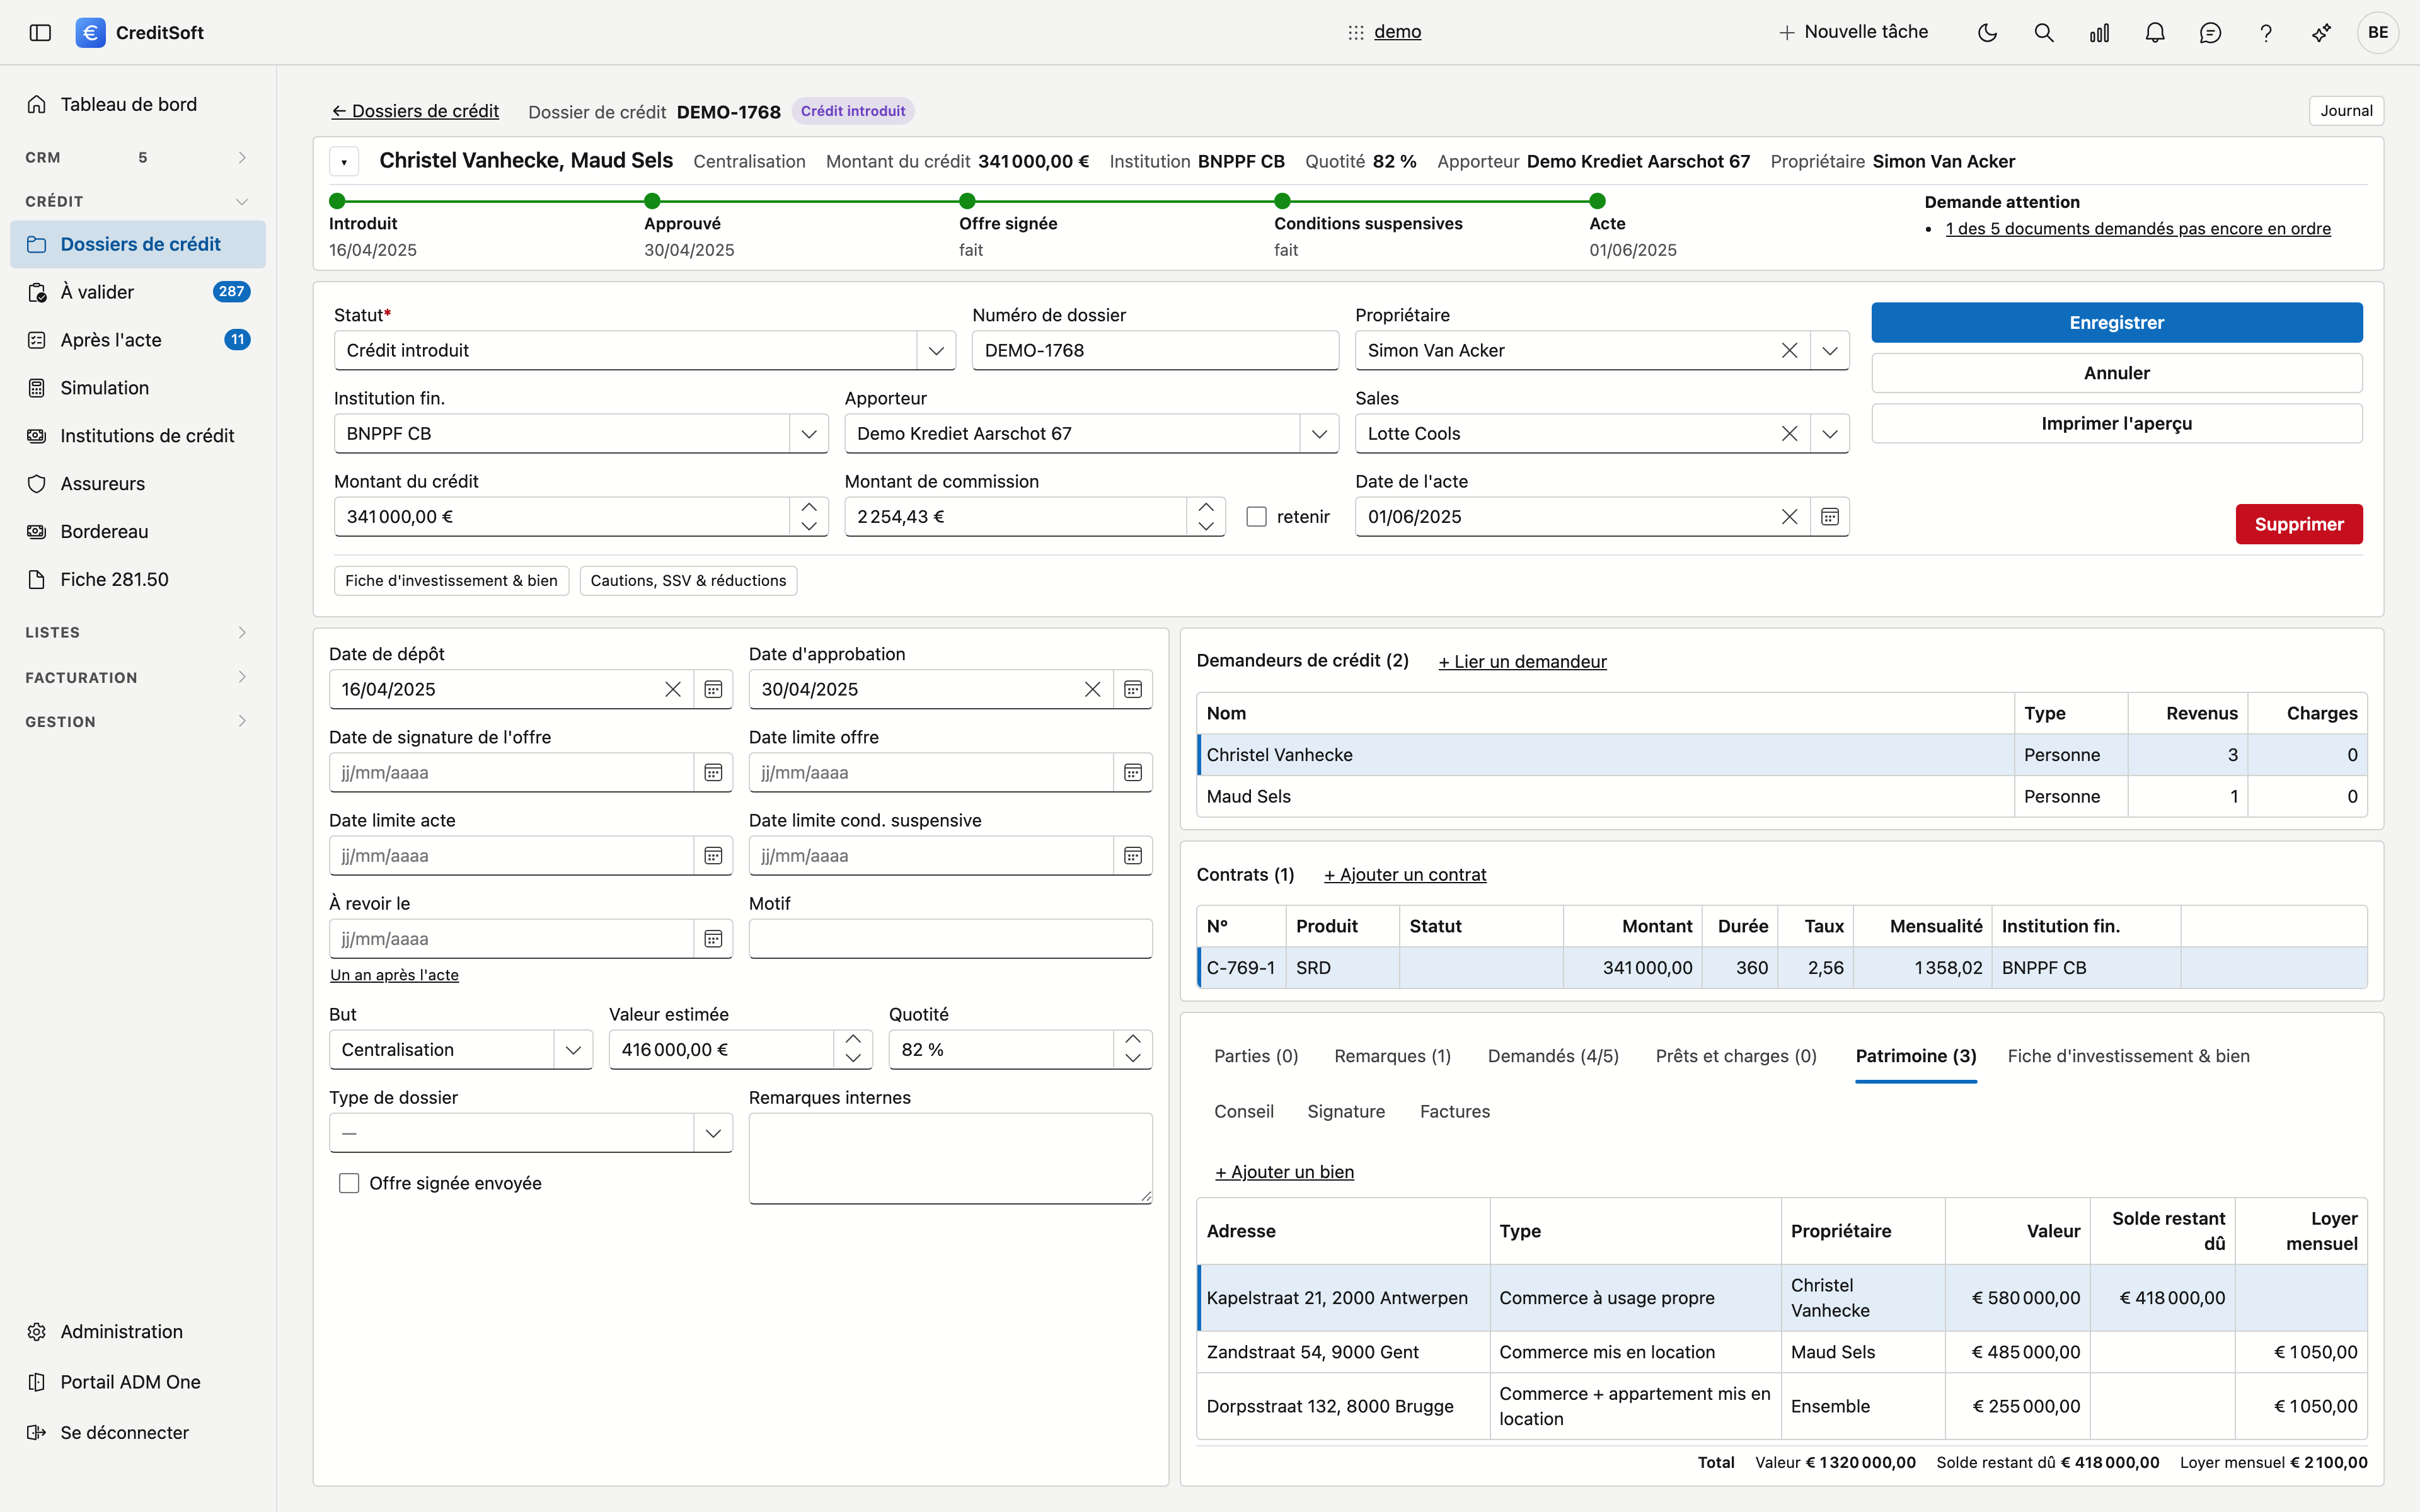 CreditSoft
demo
Nouvelle tâche
BE
Tableau de bord
CRM 5
CRÉDIT
Dossiers de crédit
À valider 287
Après l'acte 11
Simulation
Institutions de crédit
Assureurs
Bordereau
Fiche 281.50
LISTES
FACTURATION
GESTION
Administration
Portail ADM One
Se déconnecter
← Dossiers de crédit Dossier de crédit DEMO-1768 Crédit introduit Journal
Christel Vanhecke, Maud Sels Centralisation Montant du crédit 341 000,00 € Institution BNPPF CB Quotité 82 % Apporteur Demo Krediet Aarschot 67 Propriétaire Simon Van Acker
Introduit Approuvé Offre signée Conditions suspensives Acte
16/04/2025 30/04/2025 fait fait 01/06/2025
Demande attention
• 1 des 5 documents demandés pas encore en ordre
Statut* Numéro de dossier Propriétaire
Crédit introduit DEMO-1768 Simon Van Acker
Institution fin. Apporteur Sales
BNPPF CB Demo Krediet Aarschot 67 Lotte Cools
Montant du crédit Montant de commission Date de l'acte
341 000,00 € 2 254,43 € retenir 01/06/2025
Enregistrer
Annuler
Imprimer l'aperçu
Supprimer
Fiche d'investissement & bien Cautions, SSV & réductions
Date de dépôt Date d'approbation
16/04/2025 30/04/2025
Date de signature de l'offre Date limite offre
jj/mm/aaaa jj/mm/aaaa
Date limite acte Date limite cond. suspensive
jj/mm/aaaa jj/mm/aaaa
À revoir le Motif
jj/mm/aaaa
Un an après l'acte
But Valeur estimée Quotité
Centralisation 416 000,00 € 82 %
Type de dossier Remarques internes
—
Offre signée envoyée
Demandeurs de crédit (2) + Lier un demandeur
Nom Type Revenus Charges
Christel Vanhecke Personne 3 0
Maud Sels Personne 1 0
Contrats (1) + Ajouter un contrat
N° Produit Statut Montant Durée Taux Mensualité Institution fin.
C-769-1 SRD 341 000,00 360 2,56 1 358,02 BNPPF CB
Parties (0) Remarques (1) Demandés (4/5) Prêts et charges (0) Patrimoine (3) Fiche d'investissement & bien
Conseil Signature Factures
+ Ajouter un bien
Adresse Type Propriétaire Valeur Solde restant dû Loyer mensuel
Kapelstraat 21, 2000 Antwerpen Commerce à usage propre Christel Vanhecke € 580 000,00 € 418 000,00
Zandstraat 54, 9000 Gent Commerce mis en location Maud Sels € 485 000,00 € 1 050,00
Dorpsstraat 132, 8000 Brugge Commerce + appartement mis en location Ensemble € 255 000,00 € 1 050,00
Total Valeur € 1 320 000,00 Solde restant dû € 418 000,00 Loyer mensuel € 2 100,00